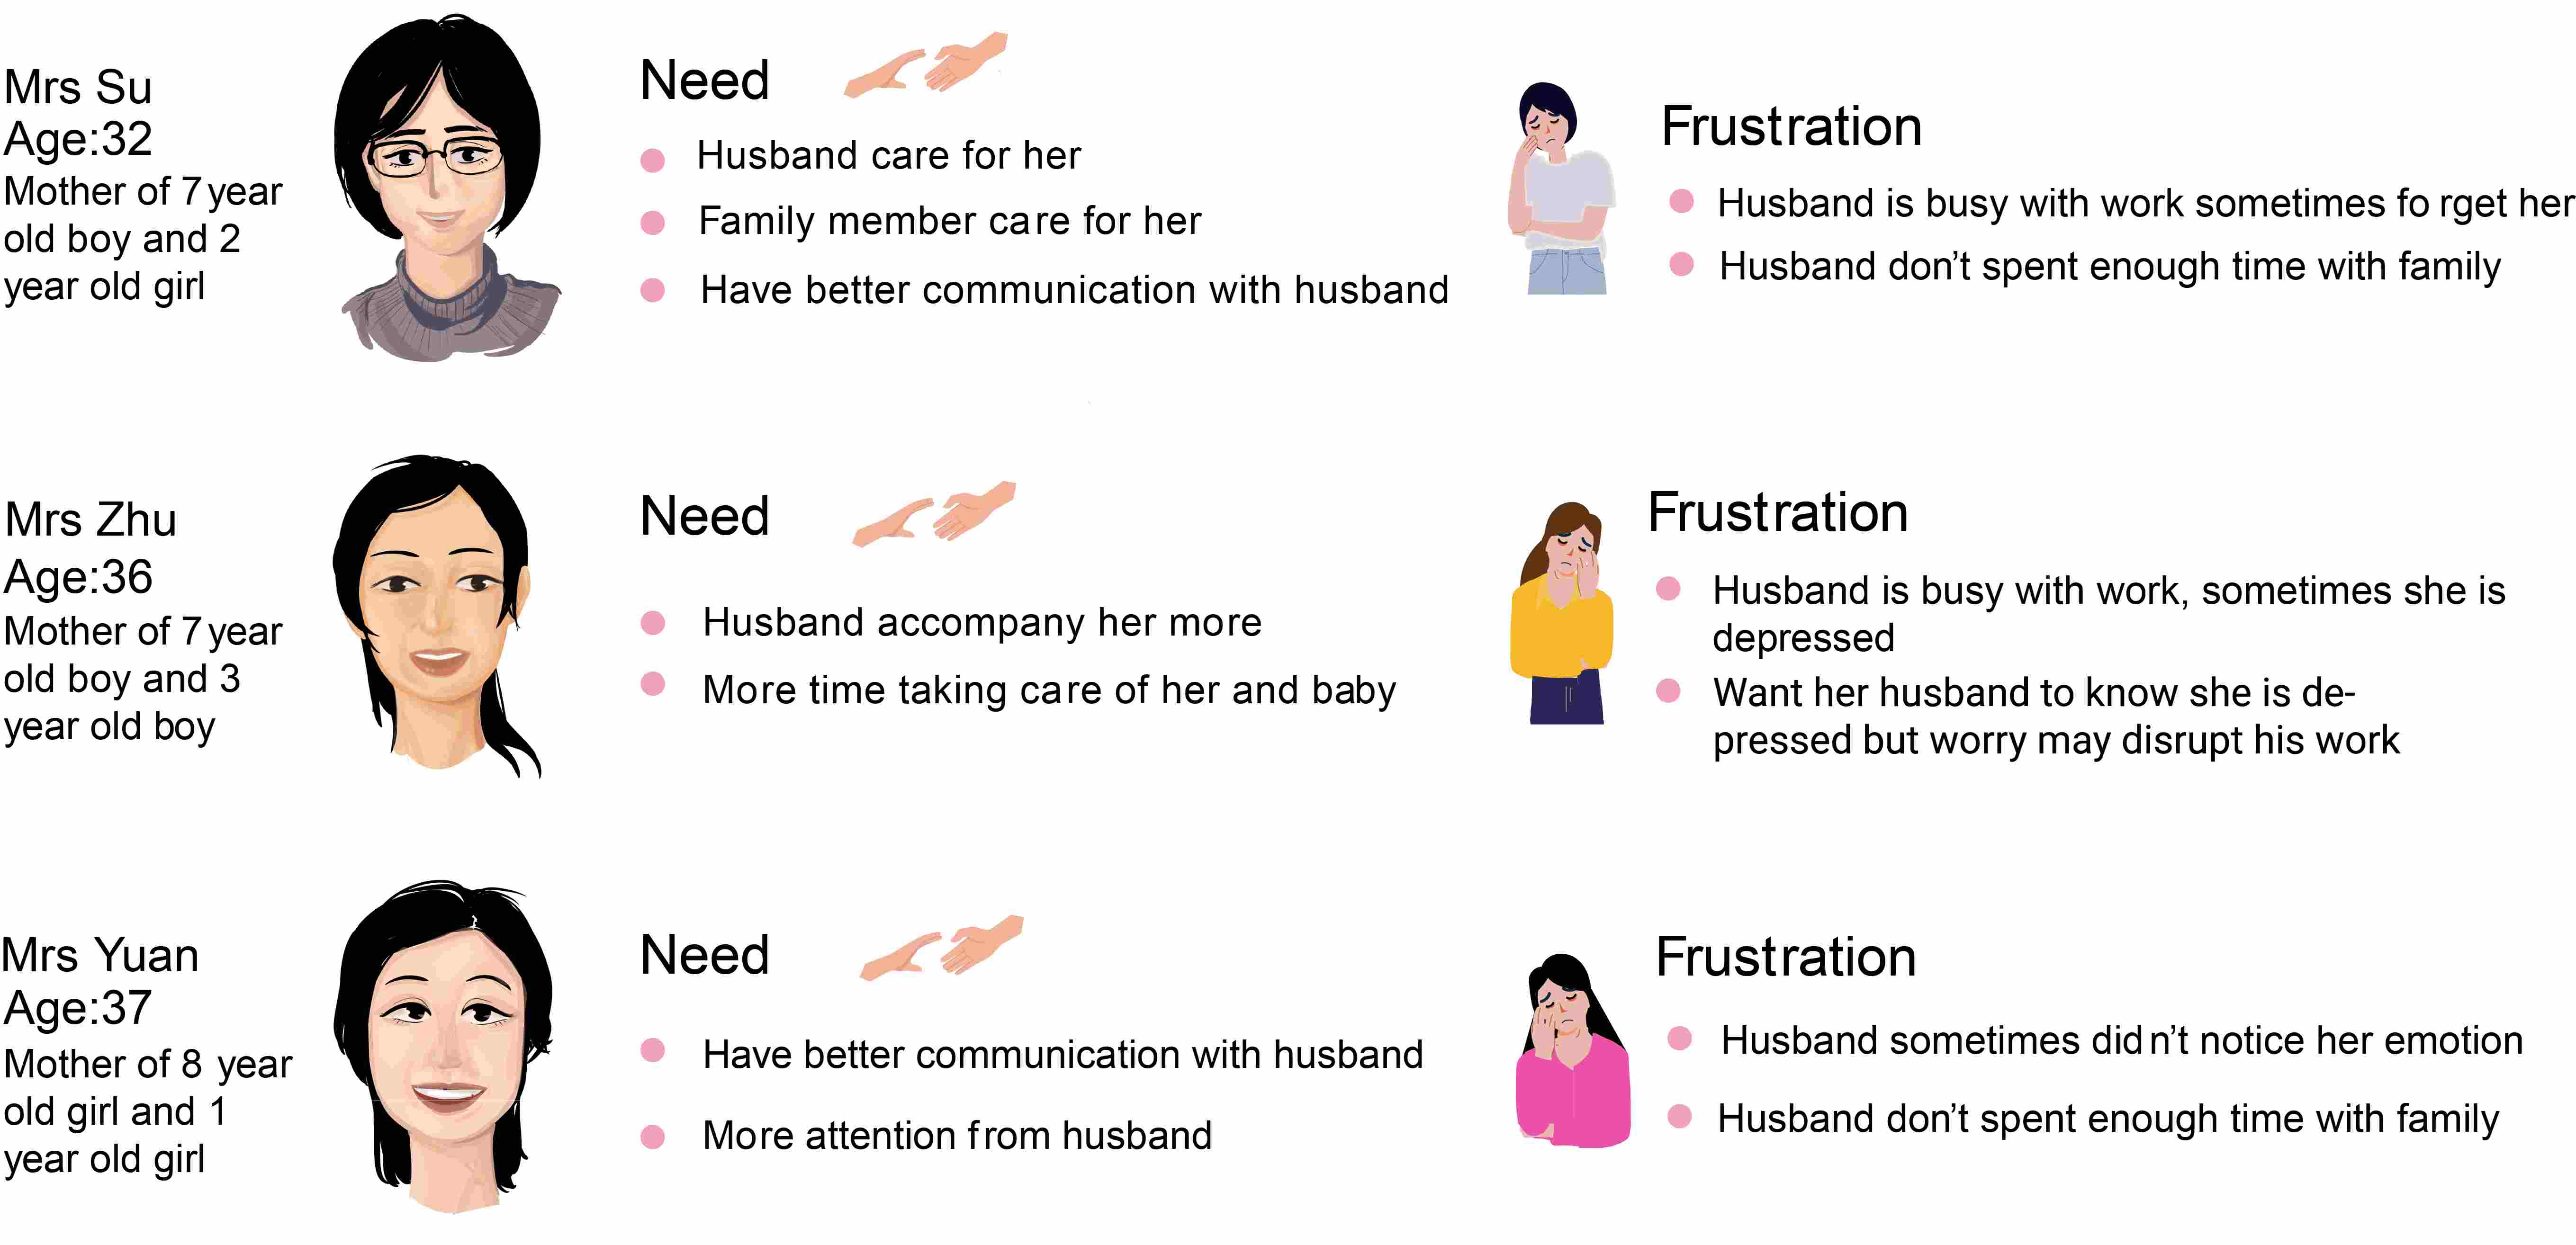 Mrs Su
Age:32
Mother of 7 year
old boy and 2
year old girl
Need
Husband care for her
Family member care for her
Have better communication with husband
Frustration
Husband is busy with work sometimes fo rget her
Husband don't spent enough time with family
Mrs Zhu
Age:36
Mother of 7 year
old boy and 3
year old boy
Need
Husband accompany her more
More time taking care of her and baby
Frustration
Husband is busy with work, sometimes she is
depressed
Want her husband to know she is de-
pressed but worry may disrupt his work
Mrs Yuan
Age:37
Mother of 8 year
old girl and 1
year old girl
Need
Have better communication with husband
More attention from husband
Frustration
Husband sometimes didn't notice her emotion
Husband don't spent enough time with family